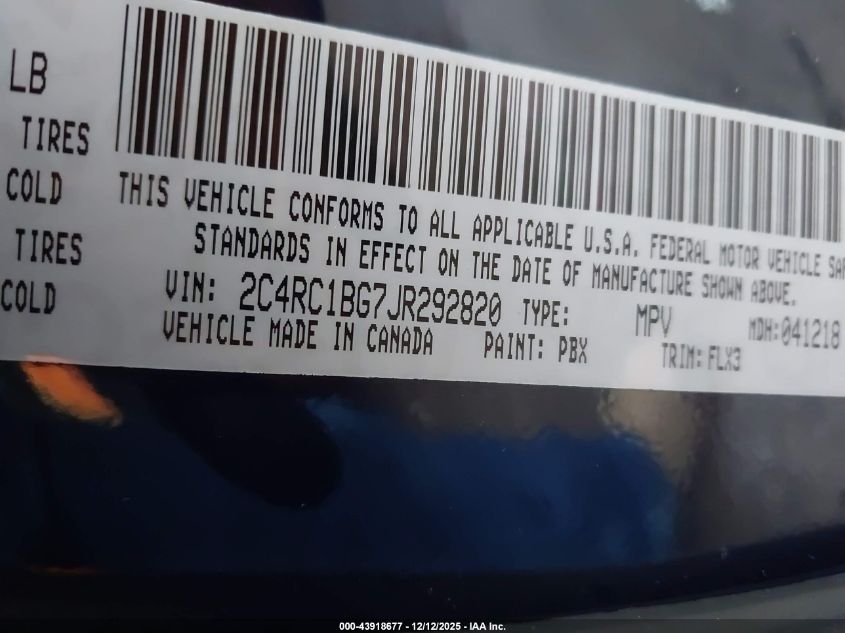 LB
TIRES
COLD
TIRES
COLD
THIS VEHICLE CONFORMS TO ALL APPLICABLE U.S.A. FEDERAL MOTOR VEHICLE SAF
STANDARDS IN EFFECT ON THE DATE OF MANUFACTURE SHOWN ABOVE.
VIN: 2C4RC1BG7JR292820 TYPE: MPV MDH:041218
VEHICLE MADE IN CANADA PAINT: PBX TRIM: FLX3
000-43918677 - 12/12/2025 - IAA Inc.